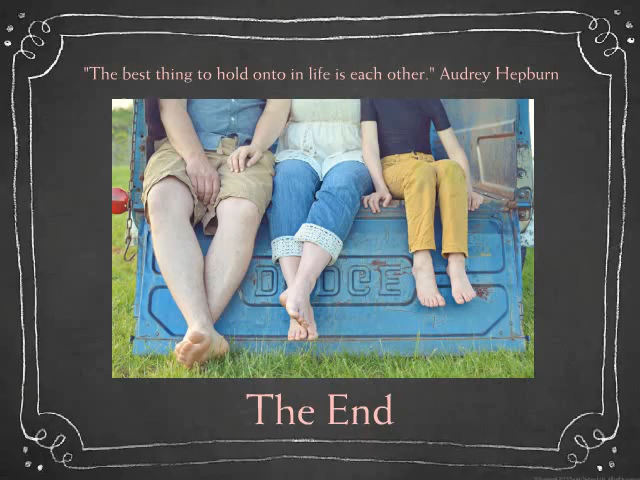 "The best thing to hold onto in life is each other." Audrey Hepburn
DODGE
The End